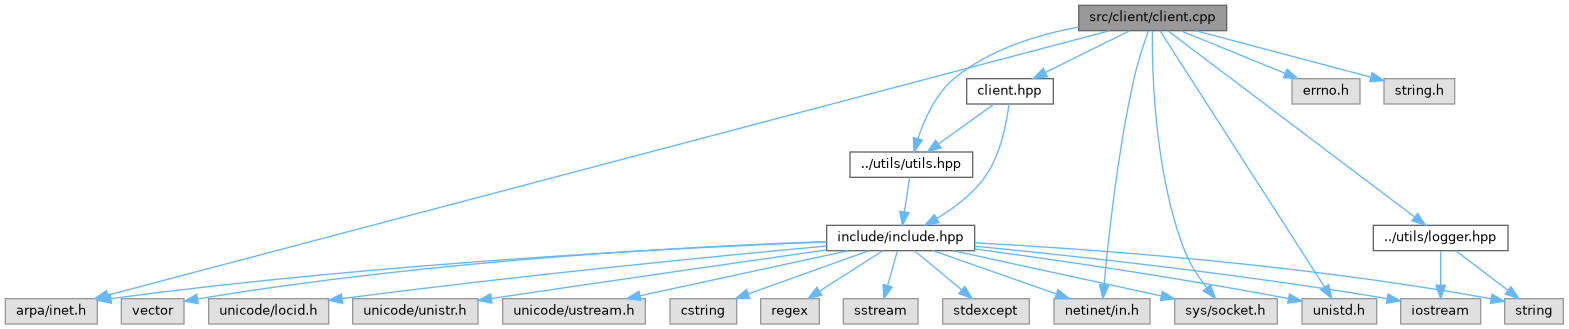 src/client/client.cpp
client.hpp
errno.h
string.h
../utils/utils.hpp
include/include.hpp
../utils/logger.hpp
arpa/inet.h
vector
unicode/locid.h
unicode/unistr.h
unicode/ustream.h
cstring
regex
sstream
stdexcept
netinet/in.h
sys/socket.h
unistd.h
iostream
string